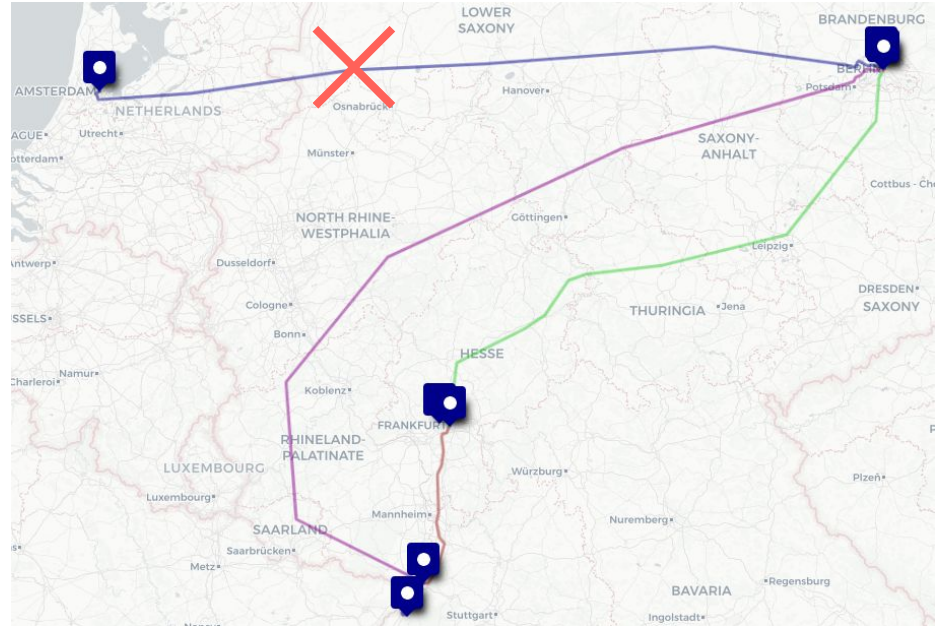 LOWER
SAXONY
BRANDENBURG
BERLIN
Potsdam
AMSTERDAM
NETHERLANDS
Hanover
Osnabrück
AGUE
Utrecht
otterdam
Münster
SAXONY-
ANHALT
Cottbus - Ch
NORTH RHINE-
WESTPHALIA
Göttingen
Leipzig
Antwerp
Dusseldorf
DRESDEN
SAXONY
Cologne
THURINGIA
Jena
SSELS
Bonn
HESSE
Namur
Charleroi
Koblenz
FRANKFURT
RHINELAND-
PALATINATE
LUXEMBOURG
Würzburg
Plzeň
Luxembourg
Mannheim
Nuremberg
SAARLAND
Saarbrücken
Metz
BAVARIA
Regensburg
Stuttgart
Ingolstadt